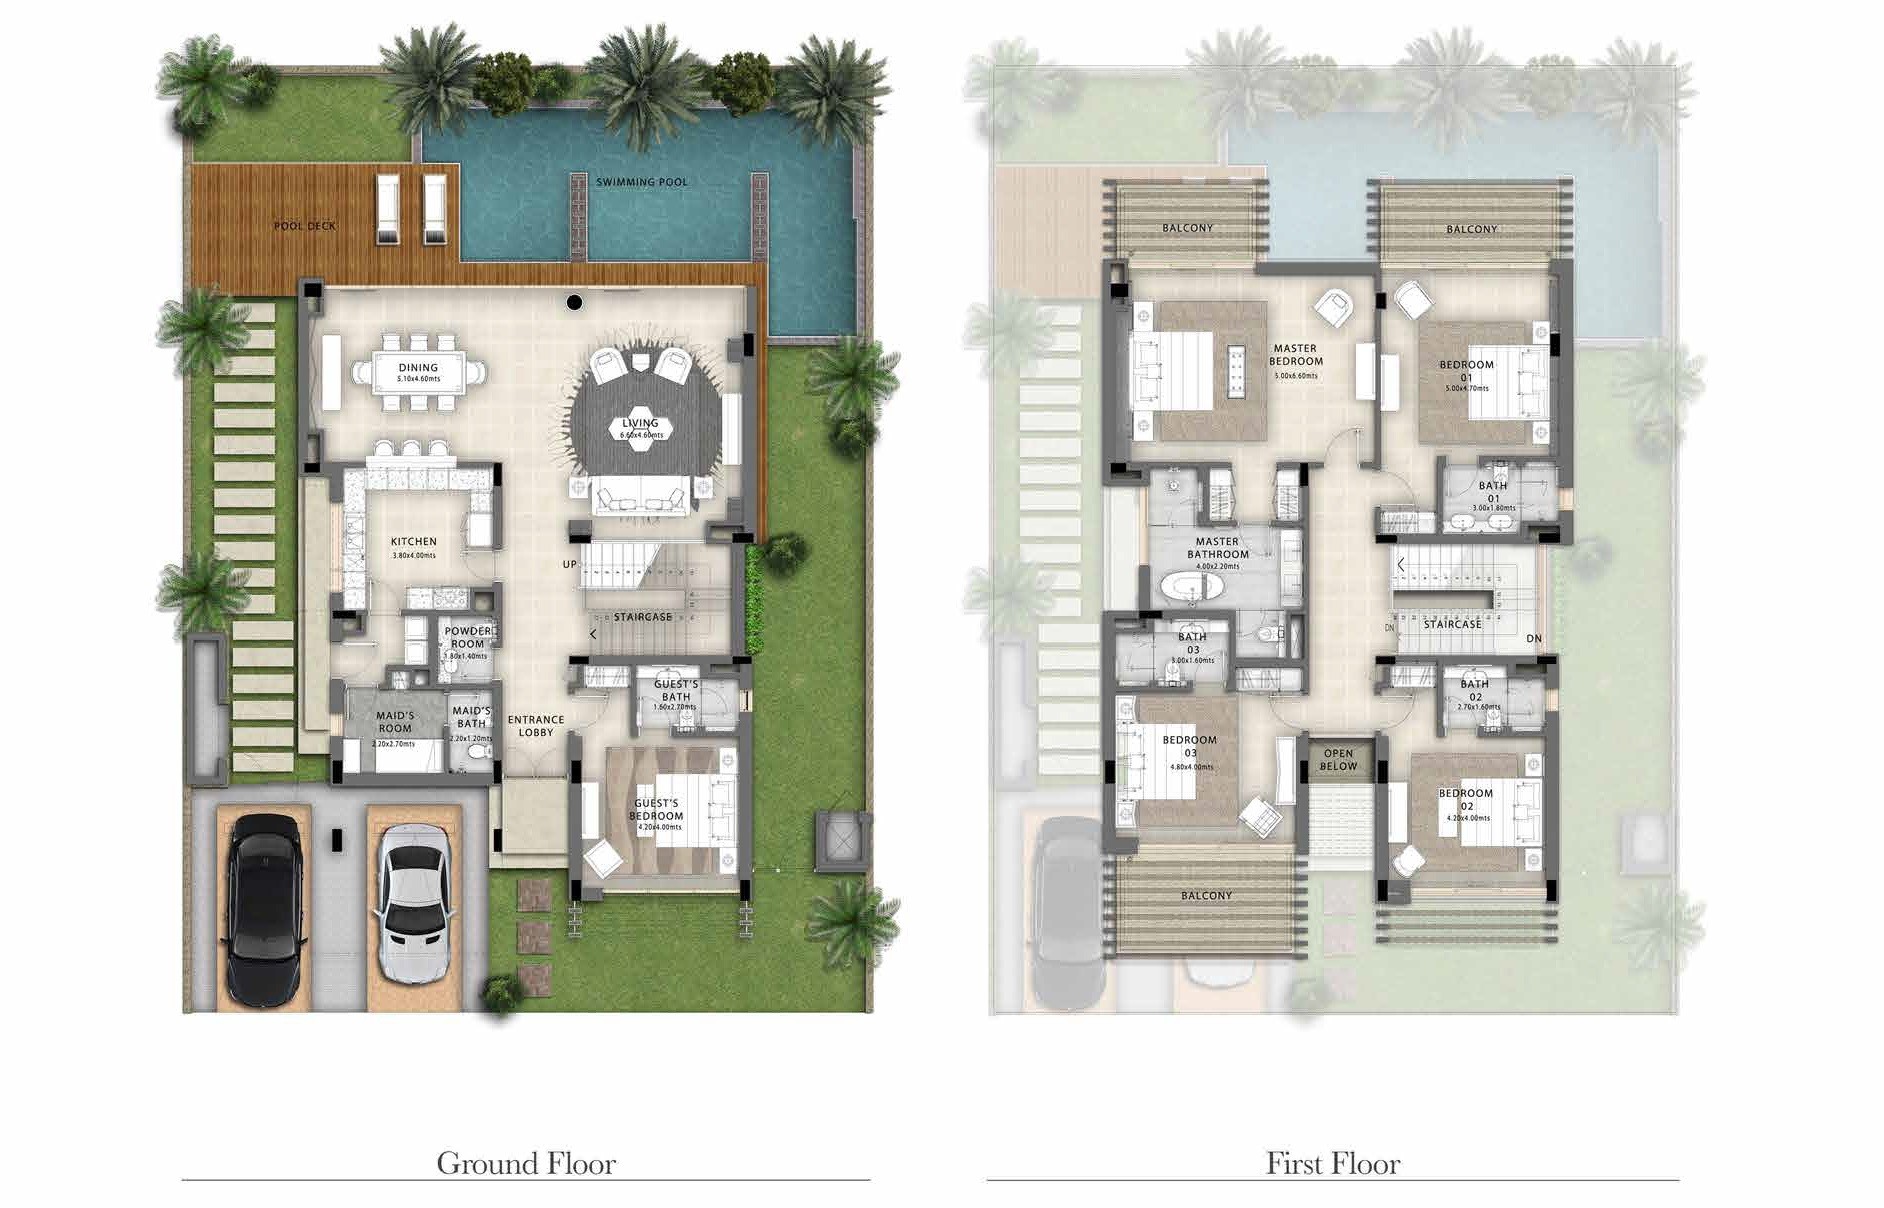 SWIMMING POOL
POOL DECK
DINING
5.10x4.60mts
LIVING
6.60x4.60mts
KITCHEN
3.80x4.00mts
UP
STAIRCASE
POWDER
ROOM
1.80x1.40mts
GUEST'S
BATH
1.60x2.70mts
MAID'S
ROOM
2.20x2.70mts
MAID'S
BATH
2.20x1.20mts
ENTRANCE
LOBBY
GUEST'S
BEDROOM
4.20x4.00mts
Ground Floor
BALCONY
BALCONY
MASTER
BEDROOM
5.00x6.60mts
BEDROOM
01
5.00x4.70mts
BATH
01
3.00x1.80mts
MASTER
BATHROOM
4.00x2.20mts
STAIRCASE
DN
DN
BATH
03
3.00x1.60mts
BATH
02
2.70x1.60mts
BEDROOM
03
4.80x4.00mts
OPEN
BELOW
BEDROOM
02
4.20x4.00mts
BALCONY
First Floor